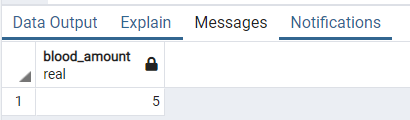 Data Output Explain Messages Notifications
blood_amount
real
1 5